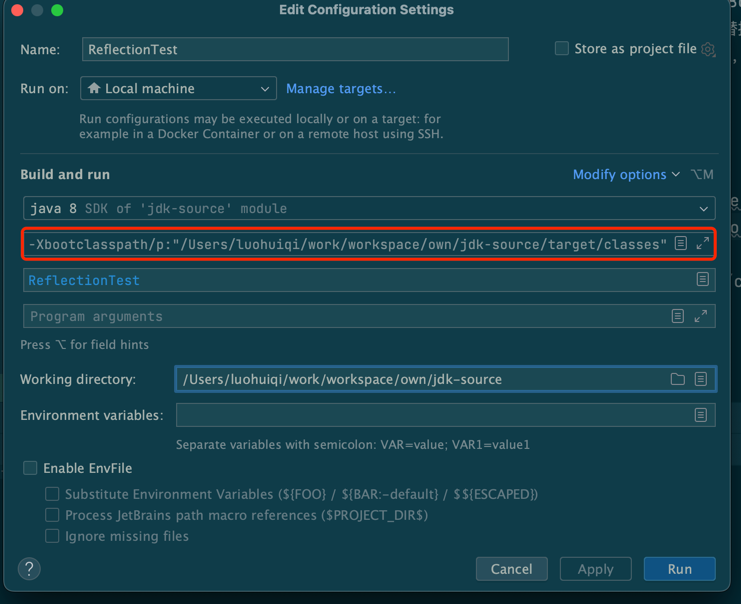 Edit Configuration Settings
Name: ReflectionTest Store as project file
Run on: Local machine Manage targets...
Run configurations may be executed locally or on a target: for
example in a Docker Container or on a remote host using SSH.
Build and run Modify options ⌥M
java 8 SDK of 'jdk-source' module
-Xbootclasspath/p:"/Users/luohuiqi/work/workspace/own/jdk-source/target/classes"
ReflectionTest
Program arguments
Press ⌥ for field hints
Working directory: /Users/luohuiqi/work/workspace/own/jdk-source
Environment variables:
Separate variables with semicolon: VAR=value; VAR1=value1
Enable EnvFile
Substitute Environment Variables (${FOO} / ${BAR:-default} / $${ESCAPED})
Process JetBrains path macro references ($PROJECT_DIR$)
Ignore missing files
? Cancel Apply Run